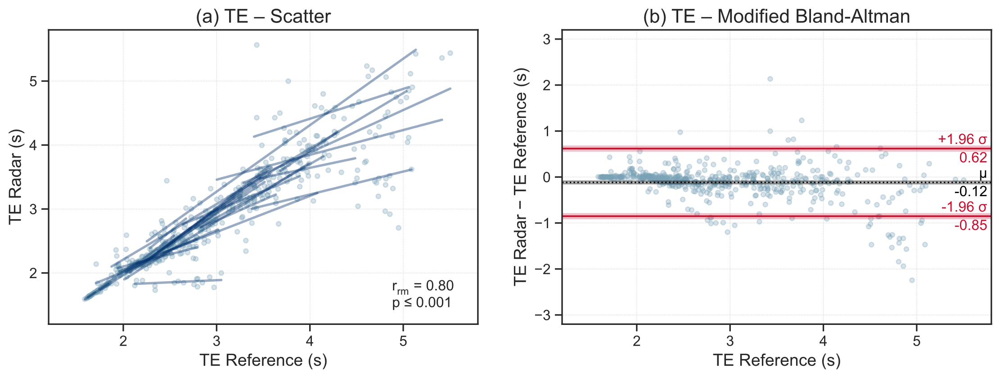 (a) TE – Scatter
TE Radar (s)
5
4
3
2
2 3 4 5
TE Reference (s)
r_rm = 0.80
p ≤ 0.001
(b) TE – Modified Bland-Altman
TE Radar – TE Reference (s)
3
2
1
0
−1
−2
−3
2 3 4 5
TE Reference (s)
+1.96 σ
0.62
μ
-0.12
-1.96 σ
-0.85